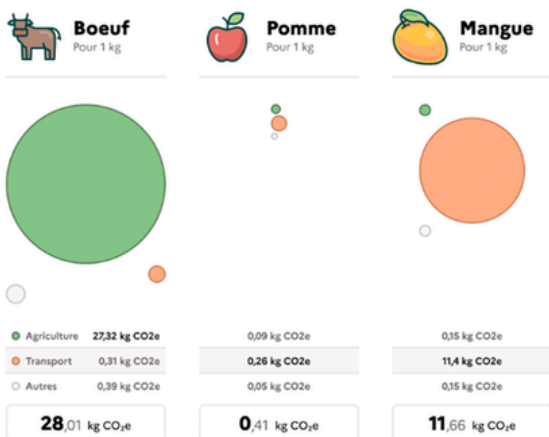 Boeuf
Pour 1 kg
Pomme
Pour 1 kg
Mangue
Pour 1 kg
Agriculture 27,32 kg CO2e 0,09 kg CO2e 0,15 kg CO2e
Transport 0,31 kg CO2e 0,26 kg CO2e 11,4 kg CO2e
Autres 0,39 kg CO2e 0,05 kg CO2e 0,15 kg CO2e
28,01 kg CO₂e 0,41 kg CO₂e 11,66 kg CO₂e